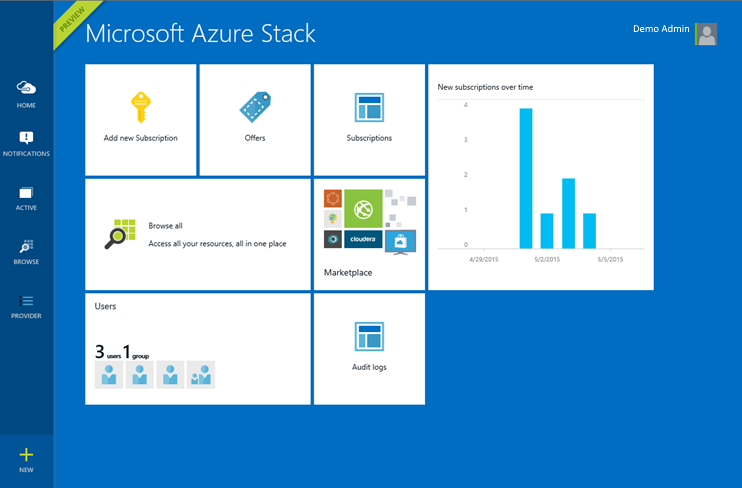 PREVIEW
Microsoft Azure Stack
Demo Admin
HOME
NOTIFICATIONS
ACTIVE
BROWSE
PROVIDER
NEW
Add new Subscription
Offers
Subscriptions
New subscriptions over time
4
3
2
1
0
4/29/2015
5/2/2015
5/5/2015
Browse all
Access all your resources, all in one place
cloudera
Marketplace
Users
3 users 1 group
Audit logs